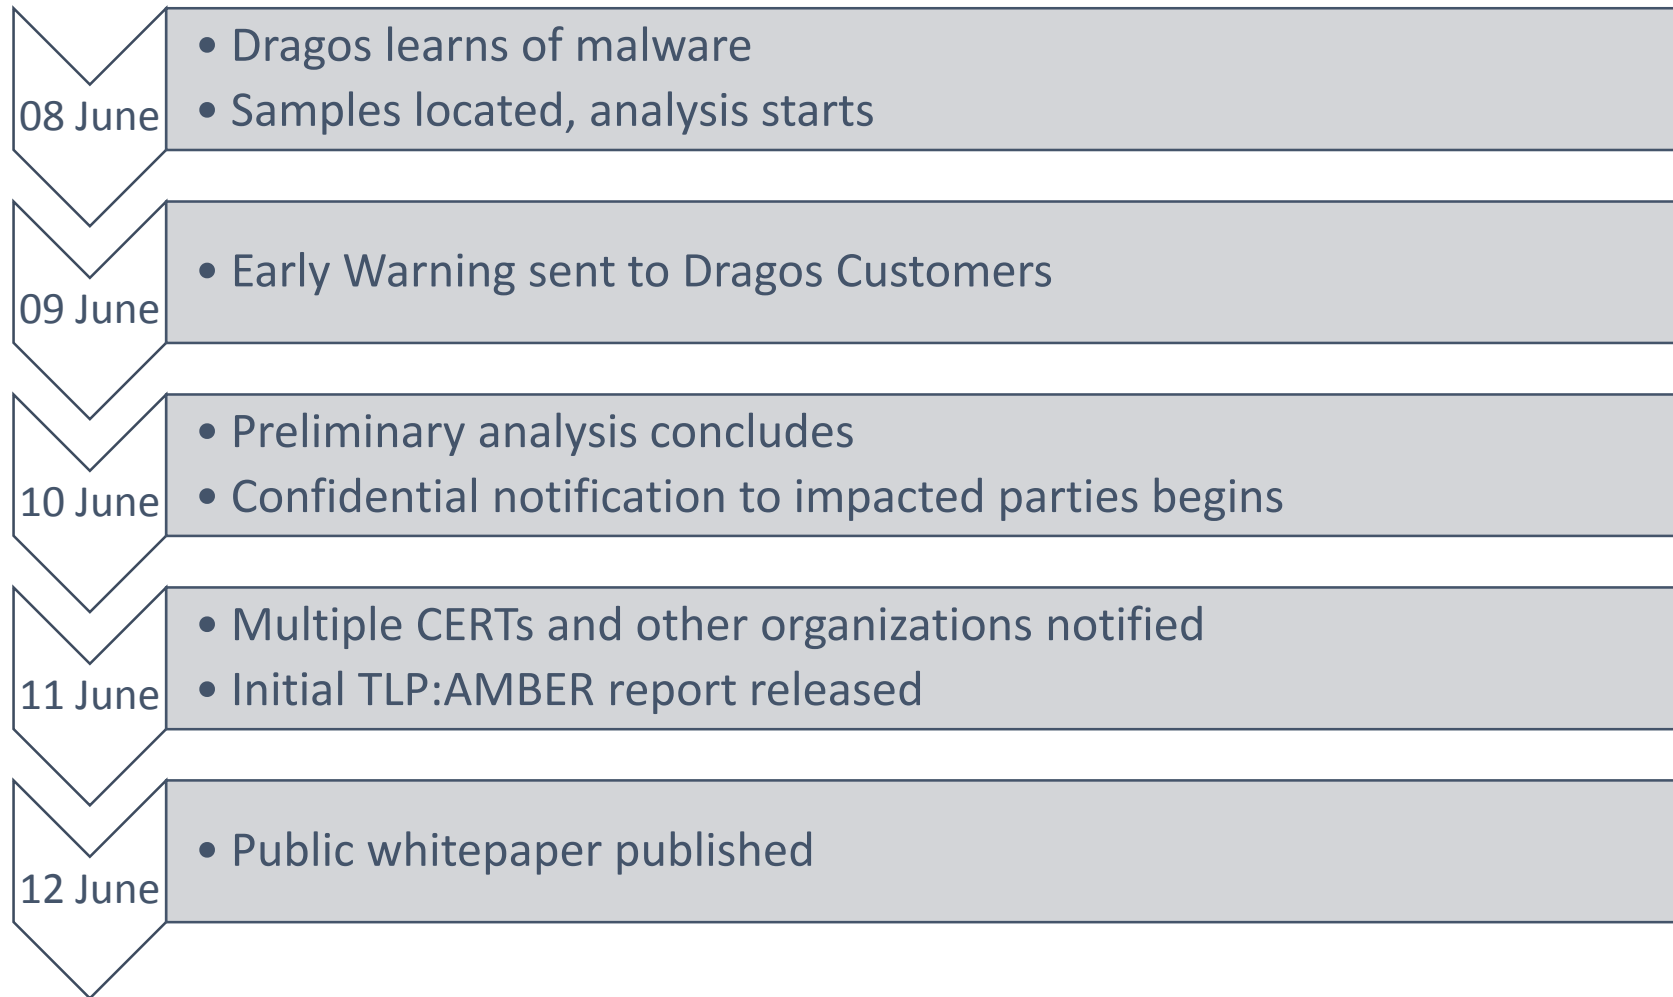 08 June
• Dragos learns of malware
• Samples located, analysis starts
09 June
• Early Warning sent to Dragos Customers
10 June
• Preliminary analysis concludes
• Confidential notification to impacted parties begins
11 June
• Multiple CERTs and other organizations notified
• Initial TLP:AMBER report released
12 June
• Public whitepaper published